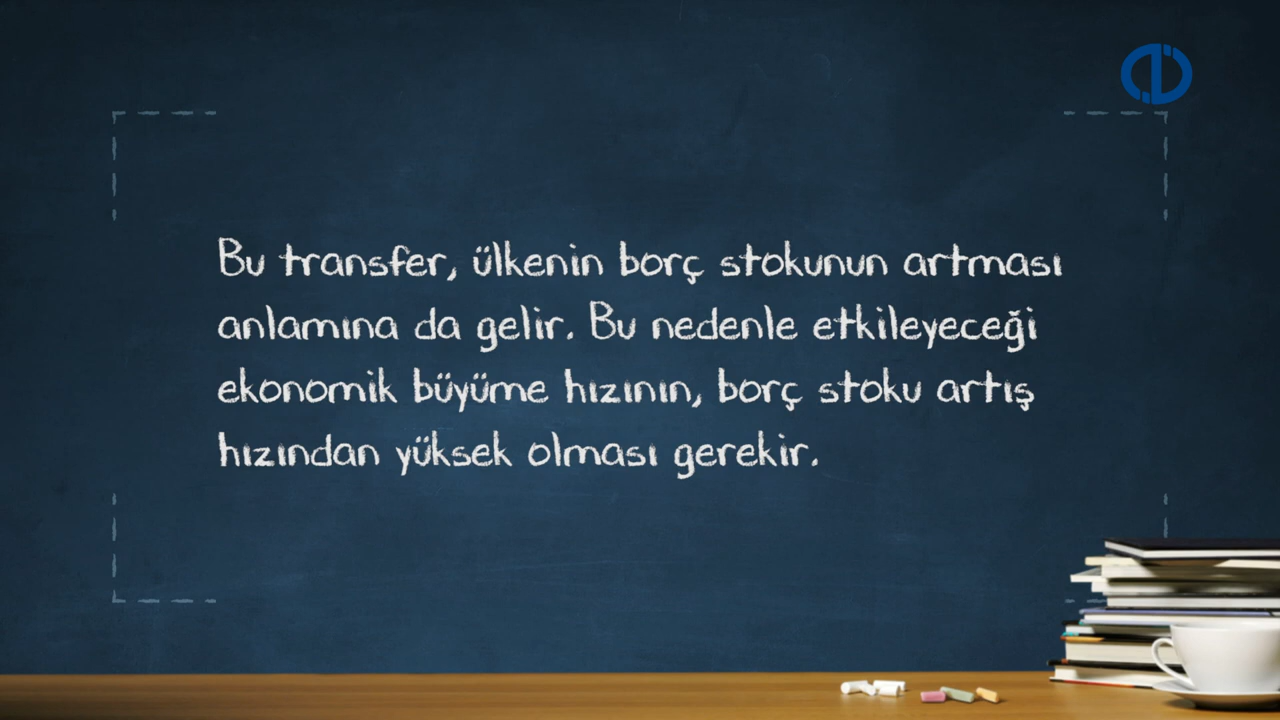 Bu transfer, ülkenin borç stokunun artması
anlamına da gelir. Bu nedenle etkileyeceği
ekonomik büyüme hızının, borç stoku artış
hızından yüksek olması gerekir.